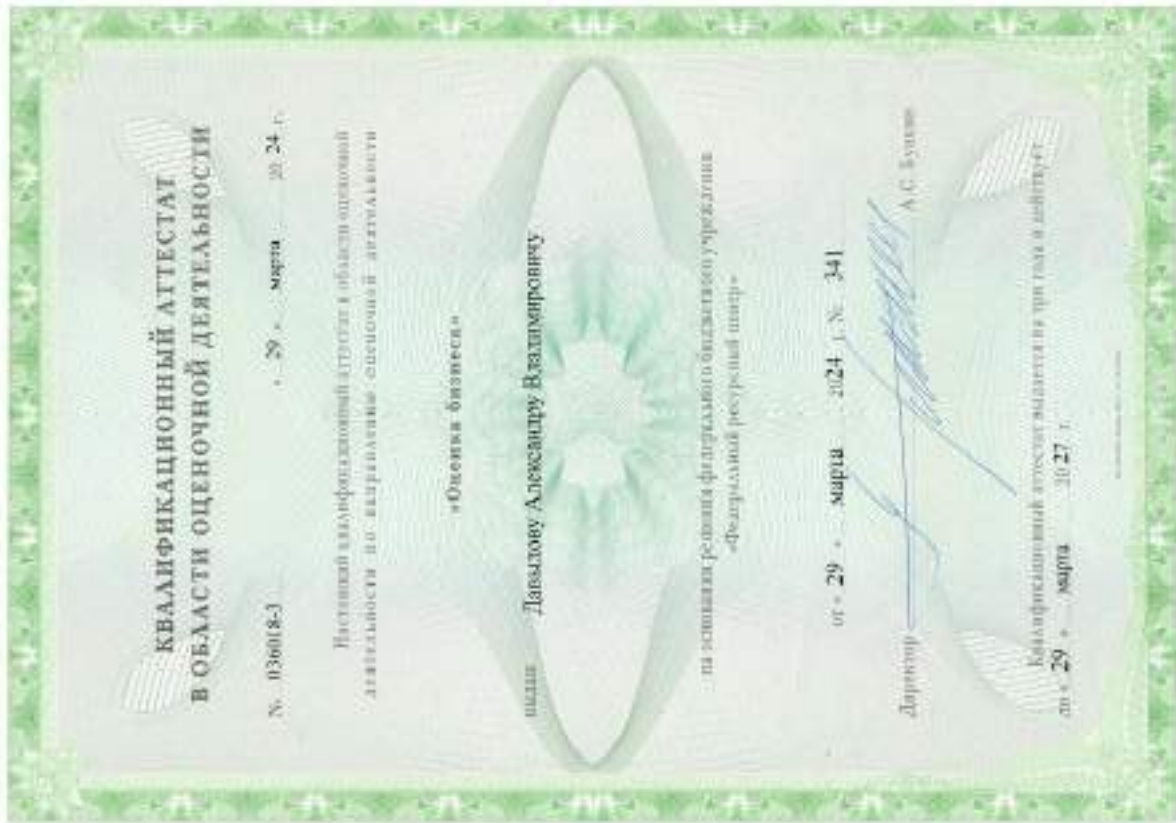 КВАЛИФИКАЦИОННЫЙ АТТЕСТАТ
В ОБЛАСТИ ОЦЕНОЧНОЙ ДЕЯТЕЛЬНОСТИ
№ 036018-3 « 29 » марта 20 24 г.
Настоящий квалификационный аттестат в области оценочной
деятельности по направлению оценочной деятельности
«Оценка бизнеса»
выдан Давыдову Александру Владимировичу
на основании решения федерального бюджетного учреждения
«Федеральный ресурсный центр»
от « 29 » марта 20 24 г. № 341
Директор А.С. Бункин
Квалификационный аттестат выдается на три года и действует
до « 29 » марта 20 27 г.